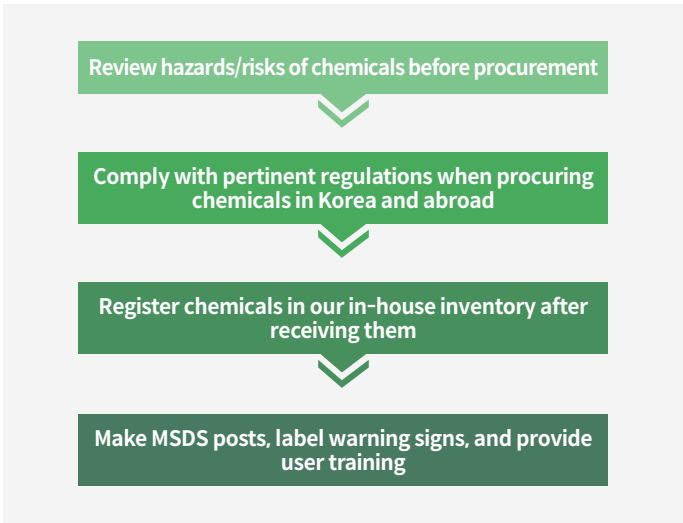 Review hazards/risks of chemicals before procurement
Comply with pertinent regulations when procuring
chemicals in Korea and abroad
Register chemicals in our in-house inventory after
receiving them
Make MSDS posts, label warning signs, and provide
user training